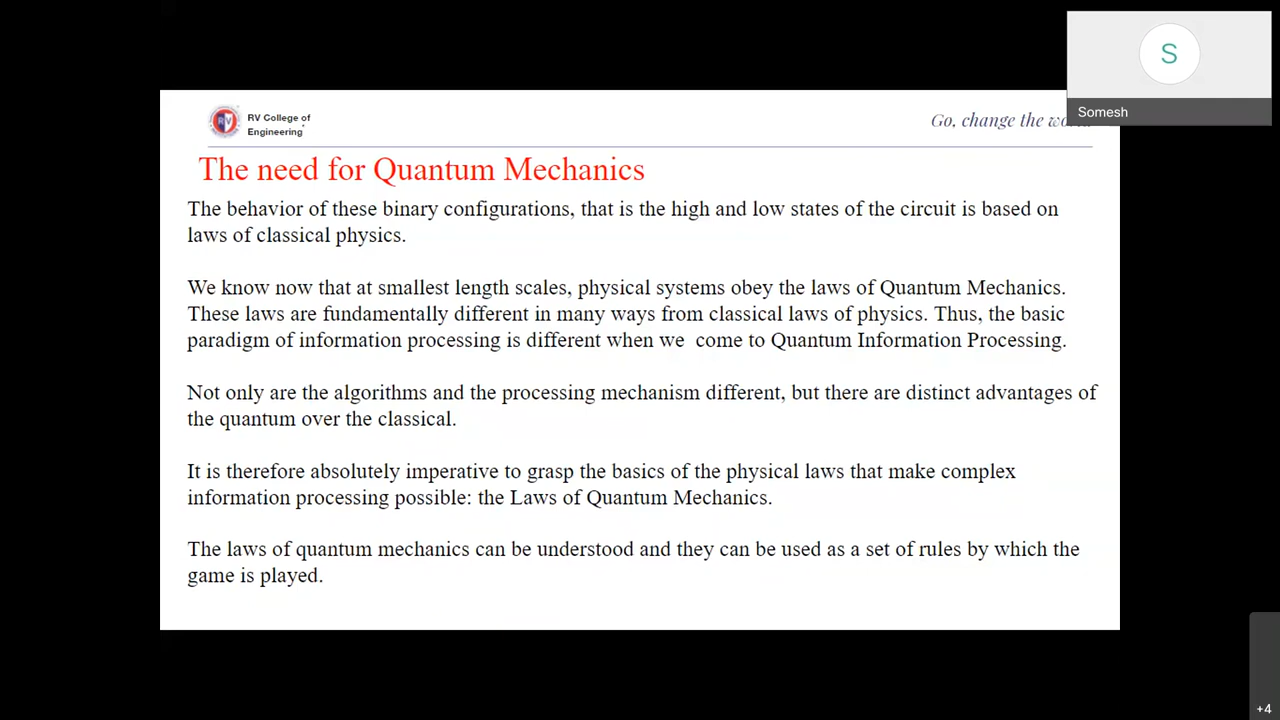 S
Somesh
RV College of
Engineering
Go, change the wo
The need for Quantum Mechanics
The behavior of these binary configurations, that is the high and low states of the circuit is based on
laws of classical physics.
We know now that at smallest length scales, physical systems obey the laws of Quantum Mechanics.
These laws are fundamentally different in many ways from classical laws of physics. Thus, the basic
paradigm of information processing is different when we come to Quantum Information Processing.
Not only are the algorithms and the processing mechanism different, but there are distinct advantages of
the quantum over the classical.
It is therefore absolutely imperative to grasp the basics of the physical laws that make complex
information processing possible: the Laws of Quantum Mechanics.
The laws of quantum mechanics can be understood and they can be used as a set of rules by which the
game is played.
+4